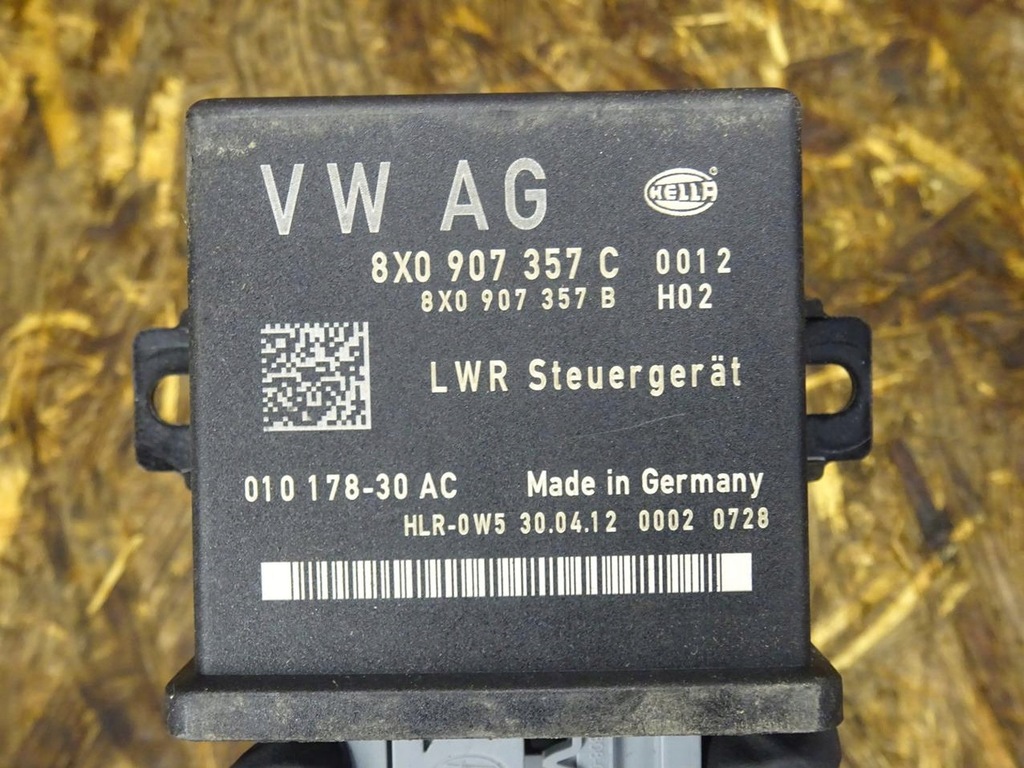 VW AG HELLA®
8X0 907 357 C 0012
8X0 907 357 B H02
LWR Steuergerät
010 178-30 AC Made in Germany
HLR-0W5 30.04.12 0002 0728